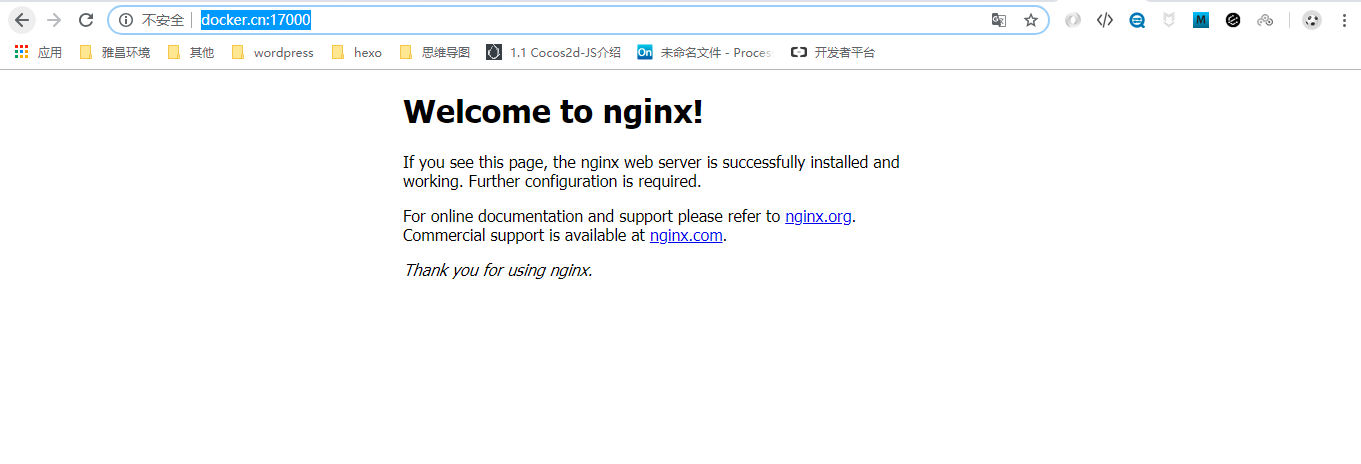 不安全 docker.cn:17000
应用 雅昌环境 其他 wordpress hexo 思维导图 1.1 Cocos2d-JS介绍 On 未命名文件 - Proces 开发者平台
Welcome to nginx!
If you see this page, the nginx web server is successfully installed and
working. Further configuration is required.
For online documentation and support please refer to nginx.org.
Commercial support is available at nginx.com.
Thank you for using nginx.